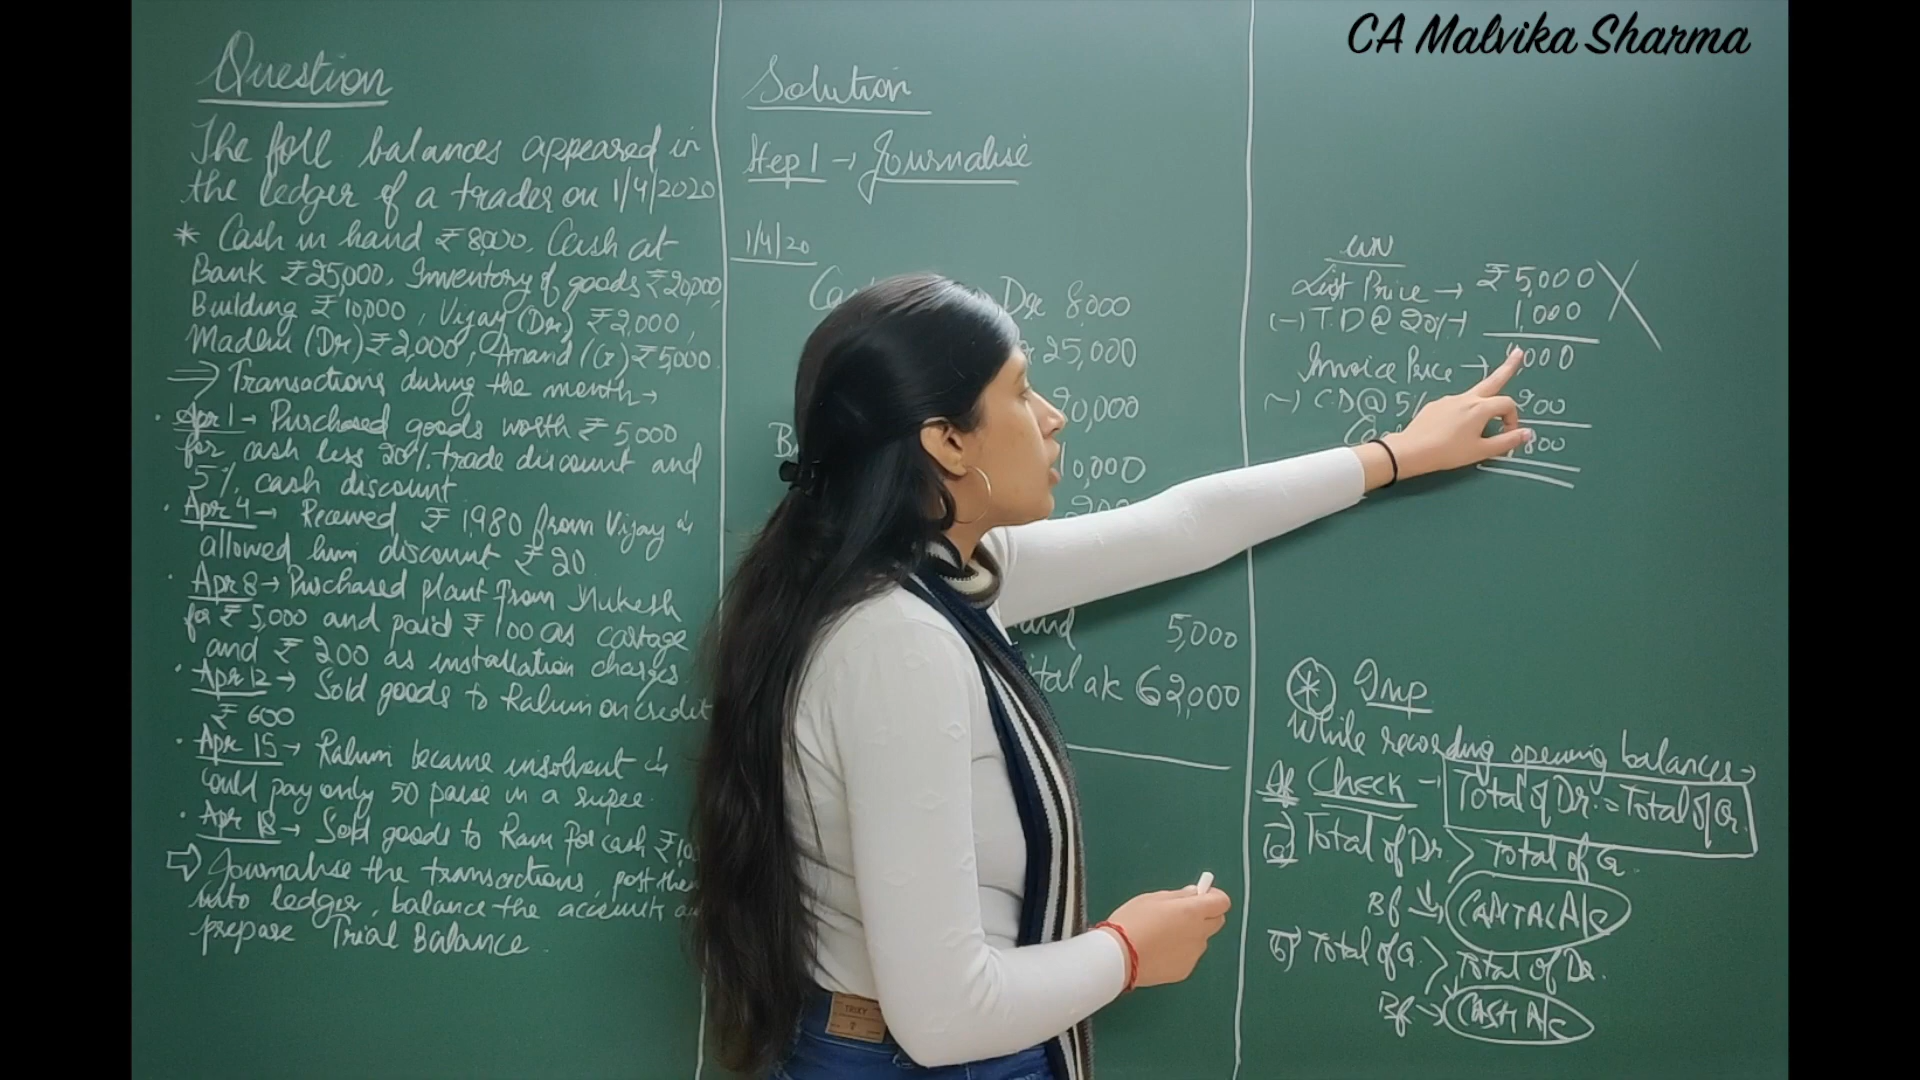 CA Malvika Sharma
Question
The foll balances appeared in
the ledger of a trader on 1/4/2020
* Cash in hand ₹ 8,000, Cash at
Bank ₹ 25,000, Inventory of goods ₹ 20,000,
Building ₹ 10,000, Vijay (Dr) ₹ 2,000,
Madhu (Dr) ₹ 2,000, Anand (Cr) ₹ 5,000.
⇒ Transactions during the month →
· Apr 1 → Purchased goods worth ₹ 5,000
for cash less 20% trade discount and
5% cash discount
· Apr 4 → Received ₹ 1,980 from Vijay &
allowed him discount ₹ 20
· Apr 8 → Purchased plant from Mukesh
for ₹ 5,000 and paid ₹ 100 as cartage
and ₹ 200 as installation charges
· Apr 12 → Sold goods to Rahim on credit
₹ 600
· Apr 15 → Rahim became insolvent &
could pay only 50 paise in a rupee.
· Apr 18 → Sold goods to Ram for cash ₹
⇨ Journalise the transactions, post
into ledger, balance the accounts
prepare Trial Balance.
Solution
Step 1 → Journalise
1/4/20
Dr 8,000
25,000
20,000
10,000
5,000
a/c 62,000
WN
List Price → ₹ 5,000
(-) T.D @ 20% → 1,000
Invoice Price → 4,000
(-) CD @ 5% 200
800
* Imp
While recording opening balances →
Check → Total of Dr. = Total of Cr.
a) Total of Dr > Total of Cr.
Bf → CAPITAL A/c
b) Total of Cr > Total of Dr.
Bf → CASH A/c